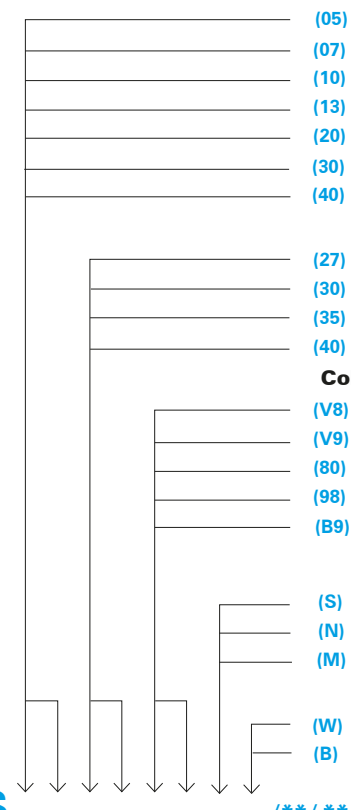 (05)
(07)
(10)
(13)
(20)
(30)
(40)
(27)
(30)
(35)
(40)
Co
(V8)
(V9)
(80)
(98)
(B9)
(S)
(N)
(M)
(W)
(B)